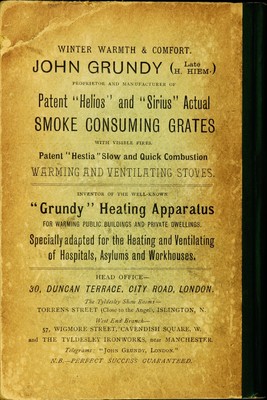 WINTER WARMTH & COMFORT.
JOHN GRUNDY (Late H. HIEM.)
PROPRIETOR AND MANUFACTURER OF
Patent "Helios" and "Sirius" Actual
SMOKE CONSUMING GRATES
WITH VISIBLE FIRES.
Patent "Hestia" Slow and Quick Combustion
WARMING AND VENTILATING STOVES.
INVENTOR OF THE WELL-KNOWN
"Grundy" Heating Apparatus
FOR WARMING PUBLIC BUILDINGS AND PRIVATE DWELLINGS.
Specially adapted for the Heating and Ventilating
of Hospitals, Asylums and Workhouses.
HEAD OFFICE—
30, DUNCAN TERRACE, CITY ROAD, LONDON.
The Tyldesley Show Rooms—
TORRENS STREET (Close to the Angel), ISLINGTON, N.
West End Branch—
57, WIGMORE STREET, CAVENDISH SQUARE, W.
and THE TYLDESLEY IRONWORKS, near MANCHESTER.
Telegrams: "JOHN GRUNDY, LONDON."
N.B.—PERFECT SUCCESS GUARANTEED.